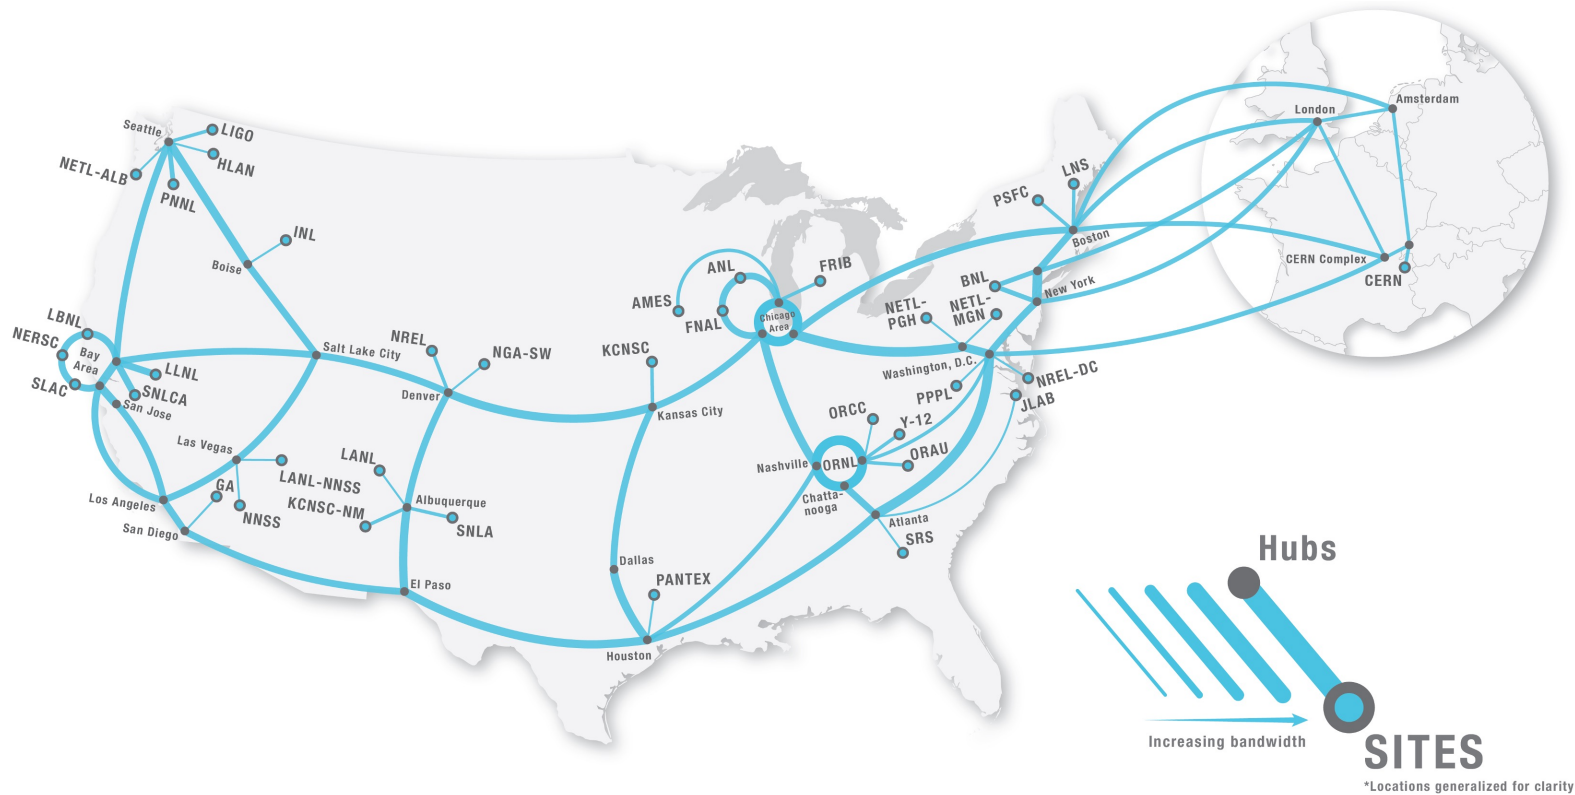 Seattle
LIGO
HLAN
NETL-ALB
PNNL
INL
Boise
LBNL
NERSC
Bay
Area
SLAC
LLNL
SNLCA
San Jose
Salt Lake City
NREL
NGA-SW
Denver
Las Vegas
LANL-NNSS
GA
NNSS
Los Angeles
San Diego
LANL
KCNSC-NM
Albuquerque
SNLA
El Paso
KCNSC
Kansas City
Dallas
PANTEX
Houston
AMES
ANL
FNAL
Chicago
Area
FRIB
Nashville
ORNL
Chatta-
nooga
ORCC
Y-12
ORAU
Atlanta
SRS
NETL-
PGH
NETL-
MGN
Washington, D.C.
PPPL
NREL-DC
JLAB
BNL
New York
PSFC
LNS
Boston
London
Amsterdam
CERN Complex
CERN
Hubs
Increasing bandwidth
SITES
*Locations generalized for clarity